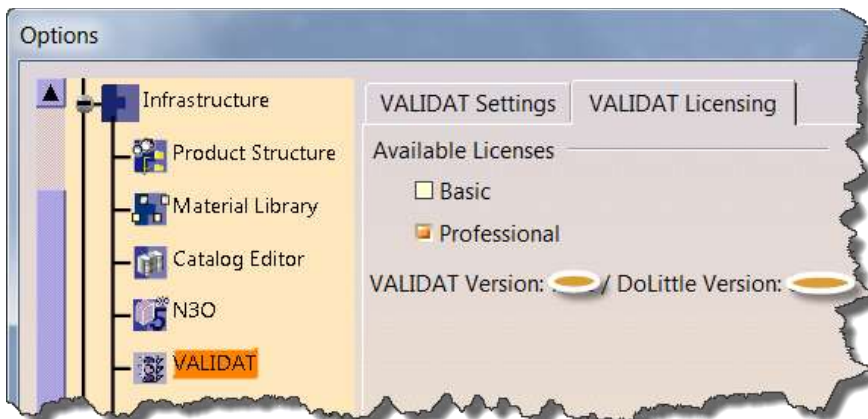 Options
Infrastructure
Product Structure
Material Library
Catalog Editor
N3O
VALIDAT
VALIDAT Settings
VALIDAT Licensing
Available Licenses
Basic
Professional
VALIDAT Version: / DoLittle Version: